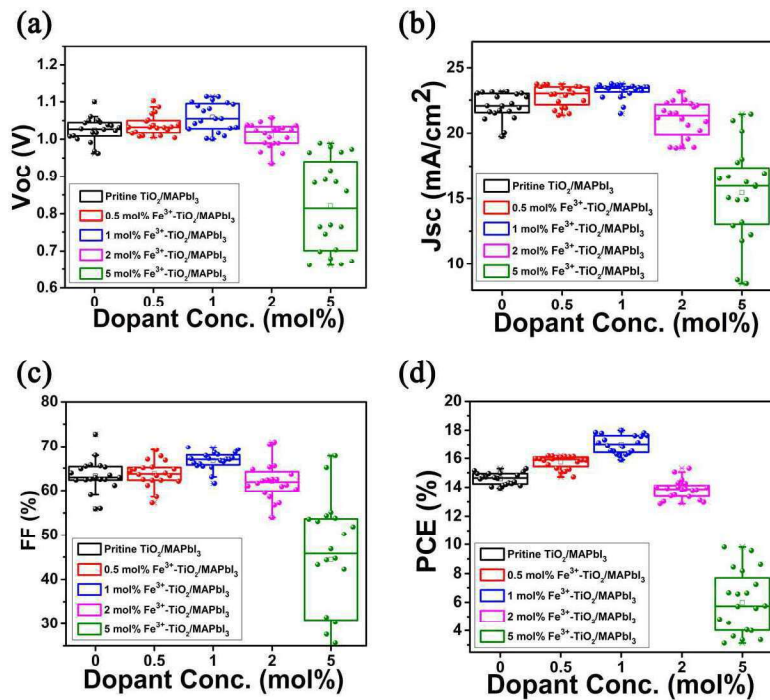 (a)
Voc (V)
1.2
1.1
1.0
0.9
0.8
0.7
0.6
Pritine TiO₂/MAPbI₃
0.5 mol% Fe³⁺-TiO₂/MAPbI₃
1 mol% Fe³⁺-TiO₂/MAPbI₃
2 mol% Fe³⁺-TiO₂/MAPbI₃
5 mol% Fe³⁺-TiO₂/MAPbI₃
0 0.5 1 2 5
Dopant Conc. (mol%)
(b)
Jsc (mA/cm²)
25
20
15
10
Pritine TiO₂/MAPbI₃
0.5 mol% Fe³⁺-TiO₂/MAPbI₃
1 mol% Fe³⁺-TiO₂/MAPbI₃
2 mol% Fe³⁺-TiO₂/MAPbI₃
5 mol% Fe³⁺-TiO₂/MAPbI₃
0 0.5 1 2 5
Dopant Conc. (mol%)
(c)
FF (%)
80
70
60
50
40
30
Pritine TiO₂/MAPbI₃
0.5 mol% Fe³⁺-TiO₂/MAPbI₃
1 mol% Fe³⁺-TiO₂/MAPbI₃
2 mol% Fe³⁺-TiO₂/MAPbI₃
5 mol% Fe³⁺-TiO₂/MAPbI₃
0 0.5 1 2 5
Dopant Conc. (mol%)
(d)
PCE (%)
20
18
16
14
12
10
8
6
4
Pritine TiO₂/MAPbI₃
0.5 mol% Fe³⁺-TiO₂/MAPbI₃
1 mol% Fe³⁺-TiO₂/MAPbI₃
2 mol% Fe³⁺-TiO₂/MAPbI₃
5 mol% Fe³⁺-TiO₂/MAPbI₃
0 0.5 1 2 5
Dopant Conc. (mol%)